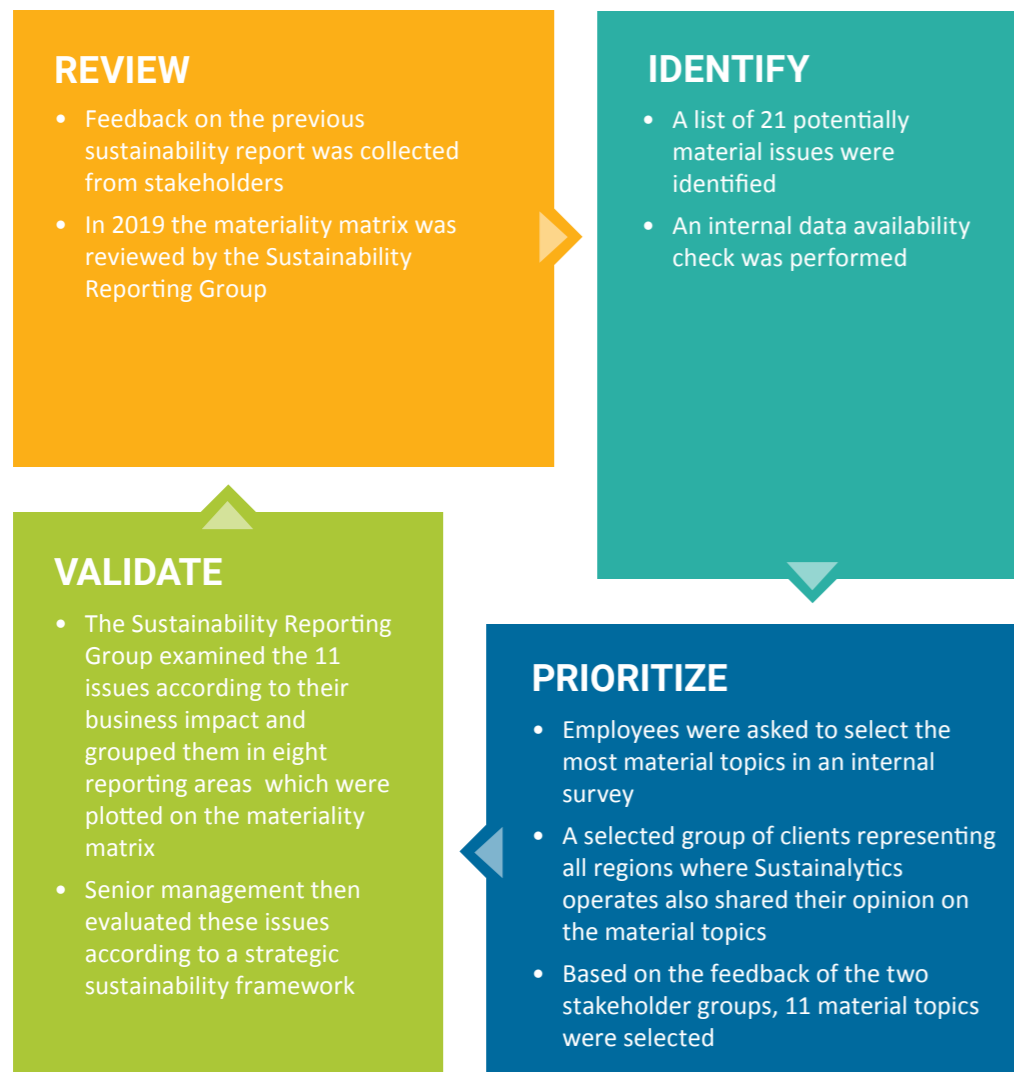 REVIEW
• Feedback on the previous
sustainability report was collected
from stakeholders
• In 2019 the materiality matrix was
reviewed by the Sustainability
Reporting Group
IDENTIFY
• A list of 21 potentially
material issues were
identified
• An internal data availability
check was performed
PRIORITIZE
• Employees were asked to select the
most material topics in an internal
survey
• A selected group of clients representing
all regions where Sustainalytics
operates also shared their opinion on
the material topics
• Based on the feedback of the two
stakeholder groups, 11 material topics
were selected
VALIDATE
• The Sustainability Reporting
Group examined the 11
issues according to their
business impact and
grouped them in eight
reporting areas which were
plotted on the materiality
matrix
• Senior management then
evaluated these issues
according to a strategic
sustainability framework